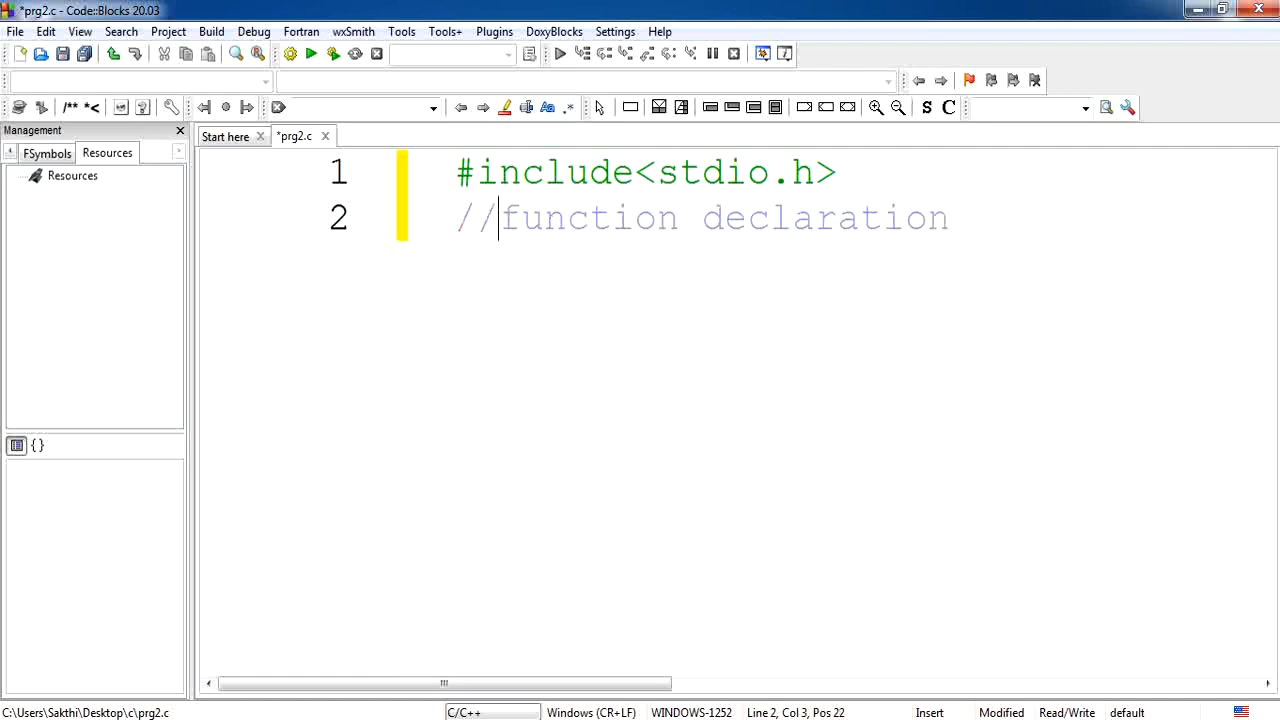 *prg2.c - Code::Blocks 20.03
File Edit View Search Project Build Debug Fortran wxSmith Tools Tools+ Plugins DoxyBlocks Settings Help
/** *<
Aa .*
S C
Management
Start here *prg2.c
FSymbols Resources
Resources
1 #include<stdio.h>
2 //function declaration
{}
C:\Users\Sakthi\Desktop\c\prg2.c C/C++ Windows (CR+LF) WINDOWS-1252 Line 2, Col 3, Pos 22 Insert Modified Read/Write default